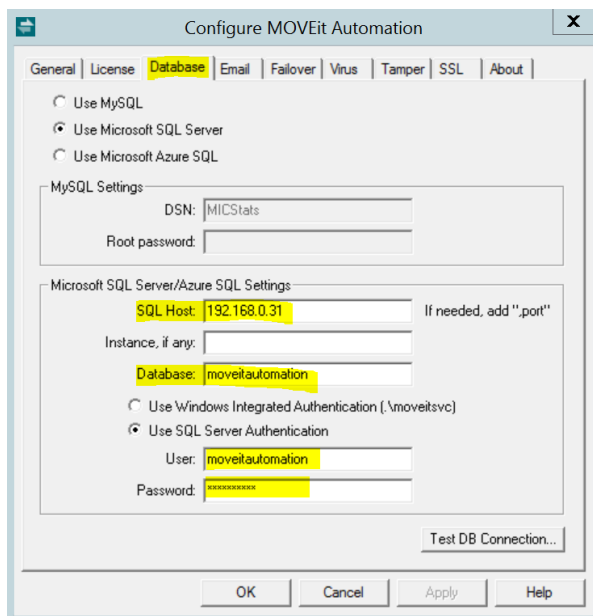 Configure MOVEit Automation
X
General License Database Email Failover Virus Tamper SSL About
Use MySQL
Use Microsoft SQL Server
Use Microsoft Azure SQL
MySQL Settings
DSN: MICStats
Root password:
Microsoft SQL Server/Azure SQL Settings
SQL Host: 192.168.0.31 If needed, add ",port"
Instance, if any:
Database: moveitautomation
Use Windows Integrated Authentication (.\moveitsvc)
Use SQL Server Authentication
User: moveitautomation
Password: **********
Test DB Connection...
OK Cancel Apply Help